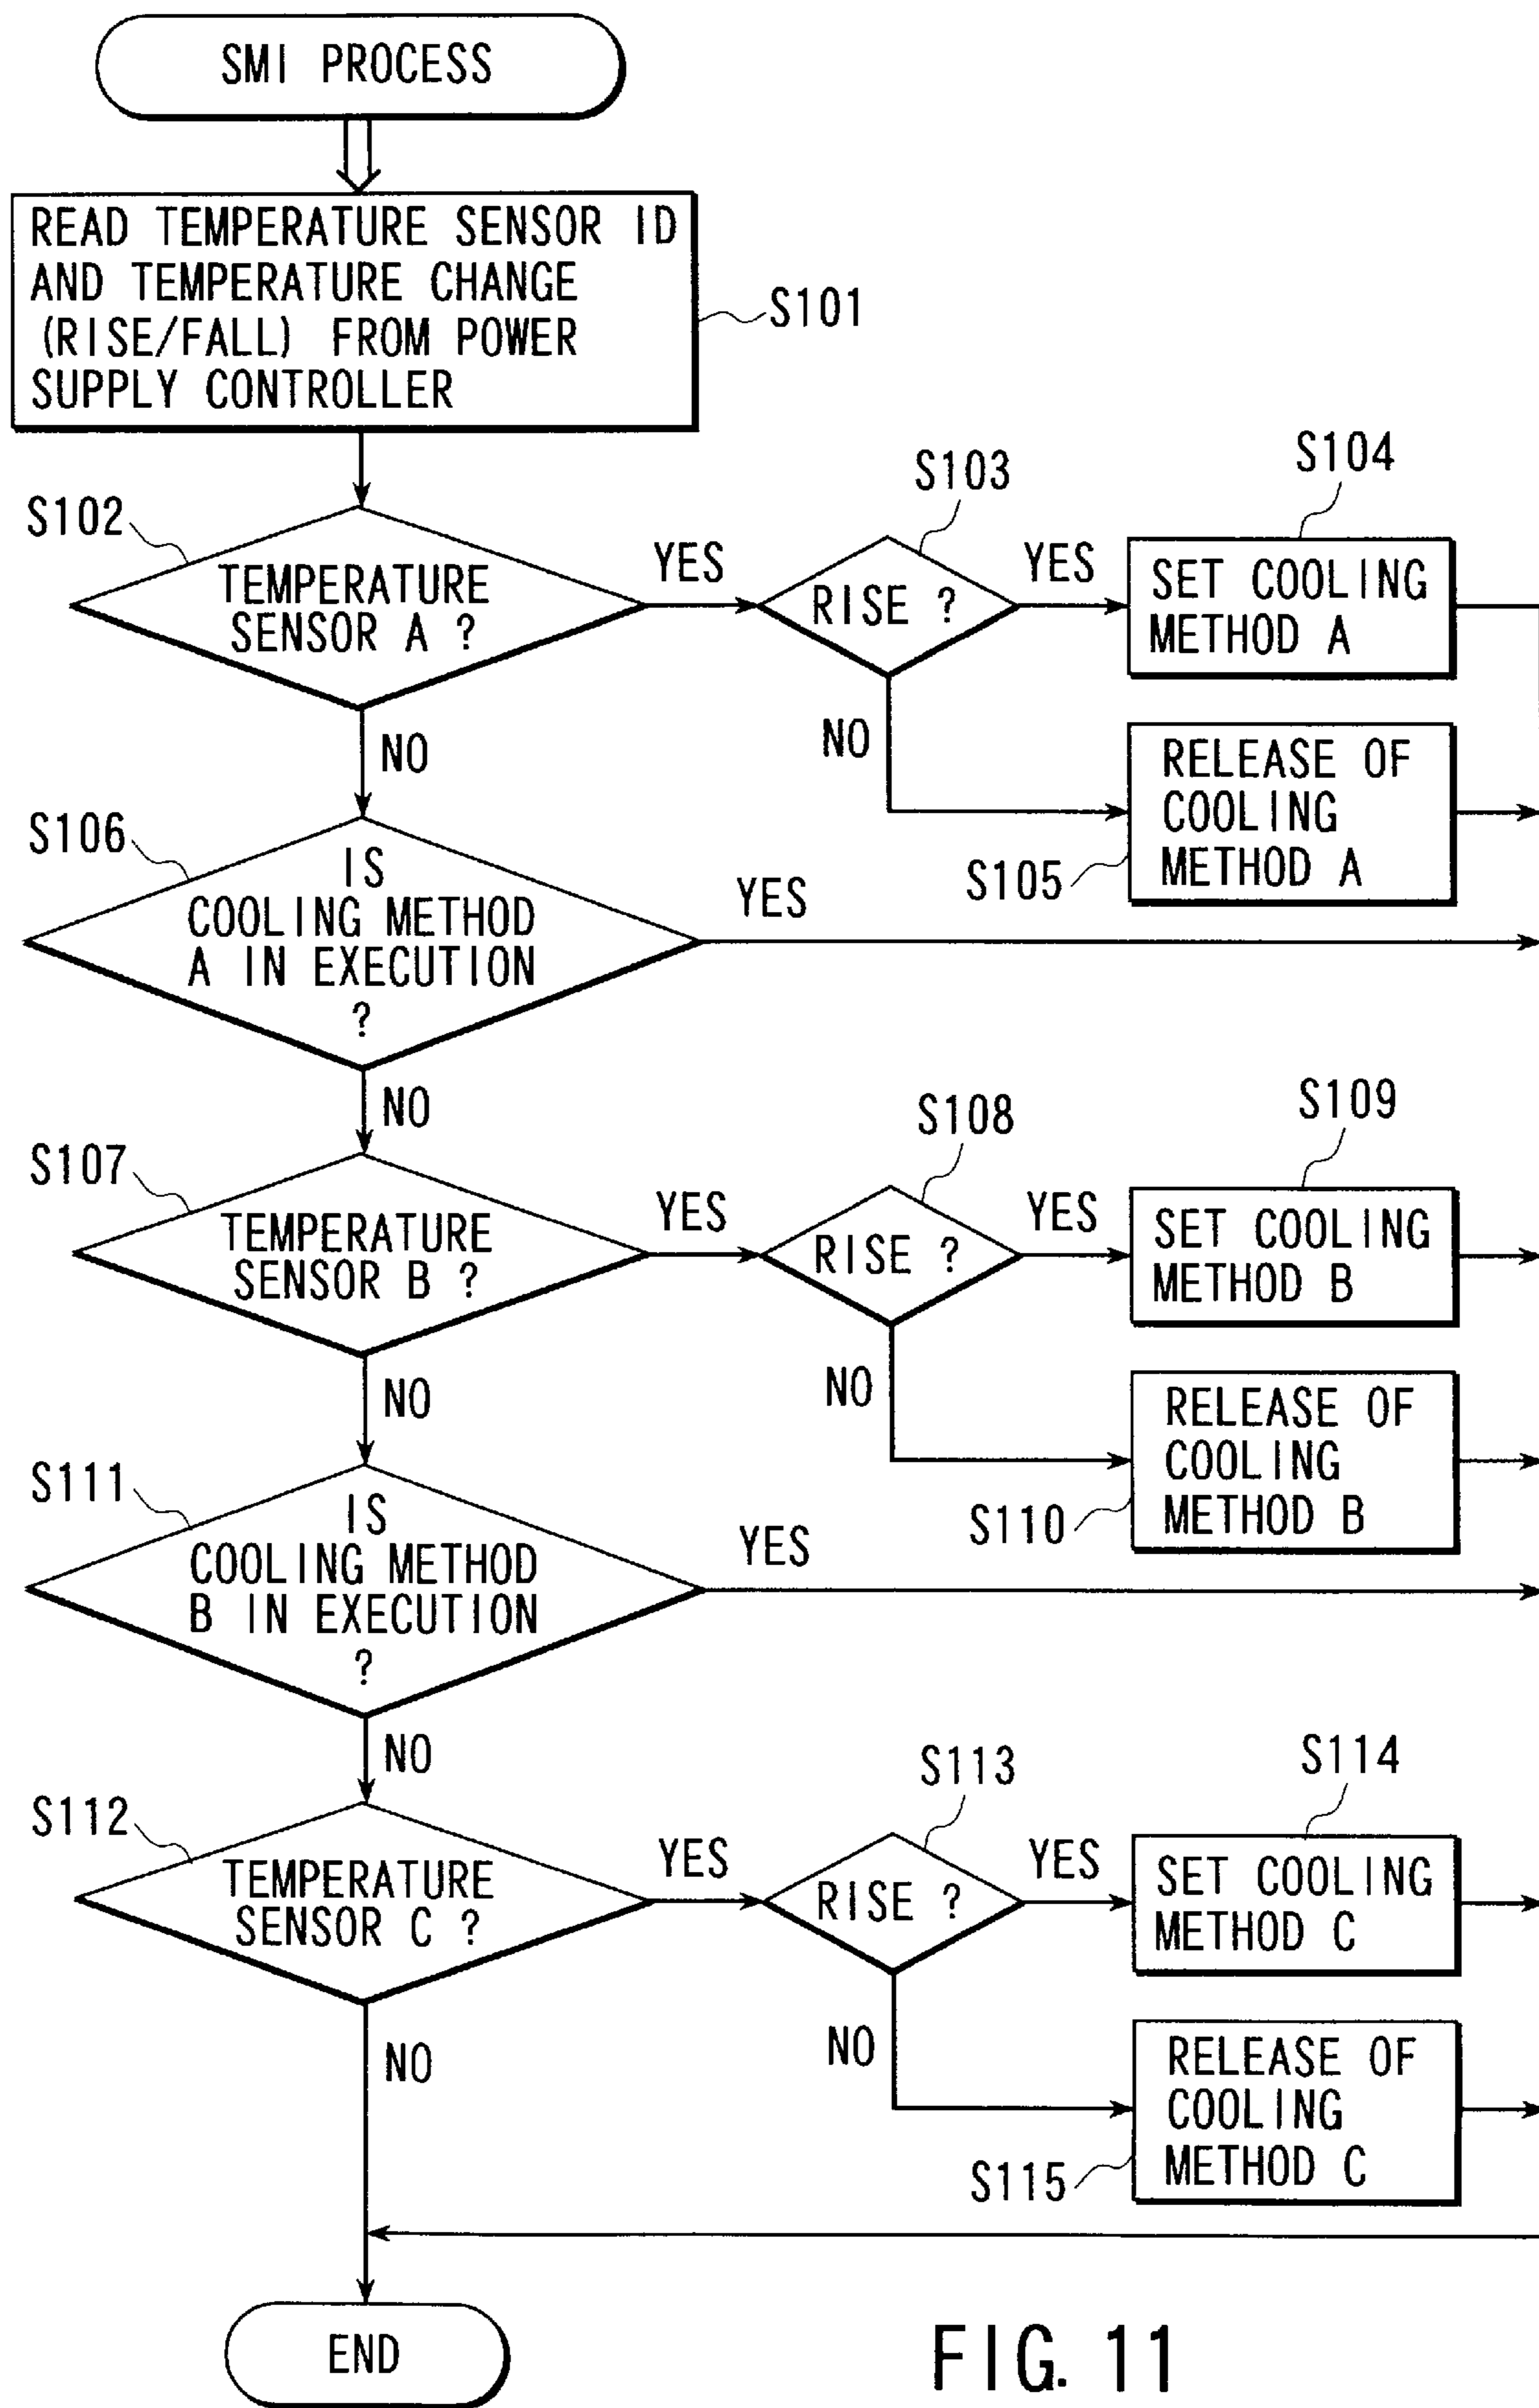 SMI PROCESS
READ TEMPERATURE SENSOR ID
AND TEMPERATURE CHANGE
(RISE/FALL) FROM POWER
SUPPLY CONTROLLER
S101
S102
TEMPERATURE
SENSOR A ?
YES
S103
RISE ?
YES
S104
SET COOLING
METHOD A
NO
NO
S105
RELEASE OF
COOLING
METHOD A
S106
IS
COOLING METHOD
A IN EXECUTION
?
YES
NO
S107
TEMPERATURE
SENSOR B ?
YES
S108
RISE ?
YES
S109
SET COOLING
METHOD B
NO
NO
S110
RELEASE OF
COOLING
METHOD B
S111
IS
COOLING METHOD
B IN EXECUTION
?
YES
NO
S112
TEMPERATURE
SENSOR C ?
YES
S113
RISE ?
YES
S114
SET COOLING
METHOD C
NO
NO
S115
RELEASE OF
COOLING
METHOD C
END
FIG. 11